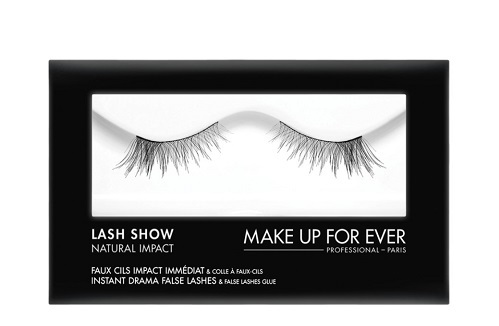 LASH SHOW
NATURAL IMPACT
MAKE UP FOR EVER
PROFESSIONAL – PARIS
FAUX CILS IMPACT IMMÉDIAT & COLLE À FAUX-CILS
INSTANT DRAMA FALSE LASHES & FALSE LASHES GLUE